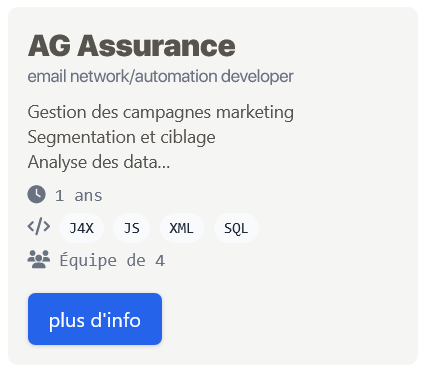 AG Assurance
email network/automation developer
Gestion des campagnes marketing
Segmentation et ciblage
Analyse des data...
1 ans
J4X JS XML SQL
Équipe de 4
plus d'info